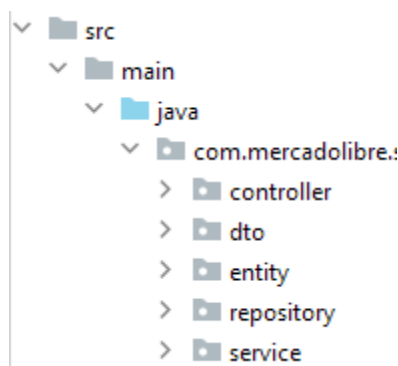 src
main
java
com.mercadolibre.s
controller
dto
entity
repository
service